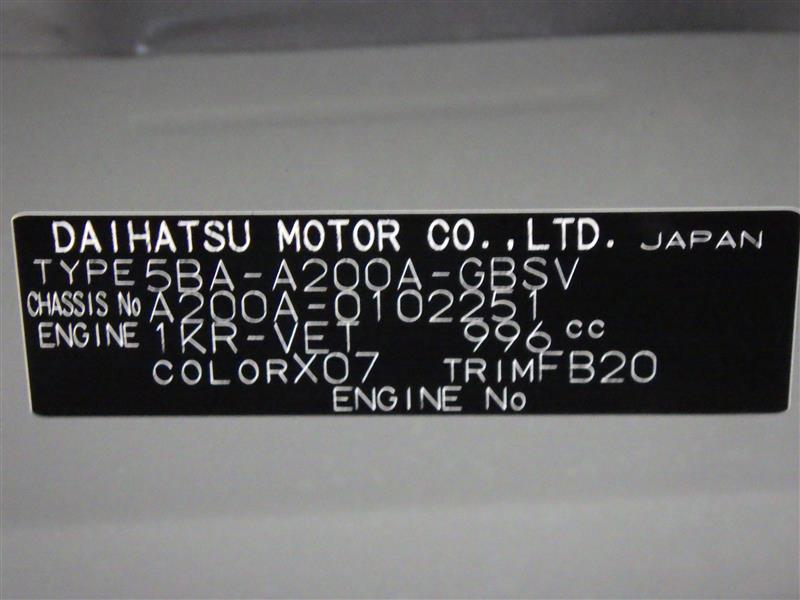 DAIHATSU MOTOR CO.,LTD. JAPAN
TYPE 5BA-A200A-GBSV
CHASSIS No A200A-0102251
ENGINE 1KR-VET 996 cc
COLOR X07 TRIM FB20
ENGINE No